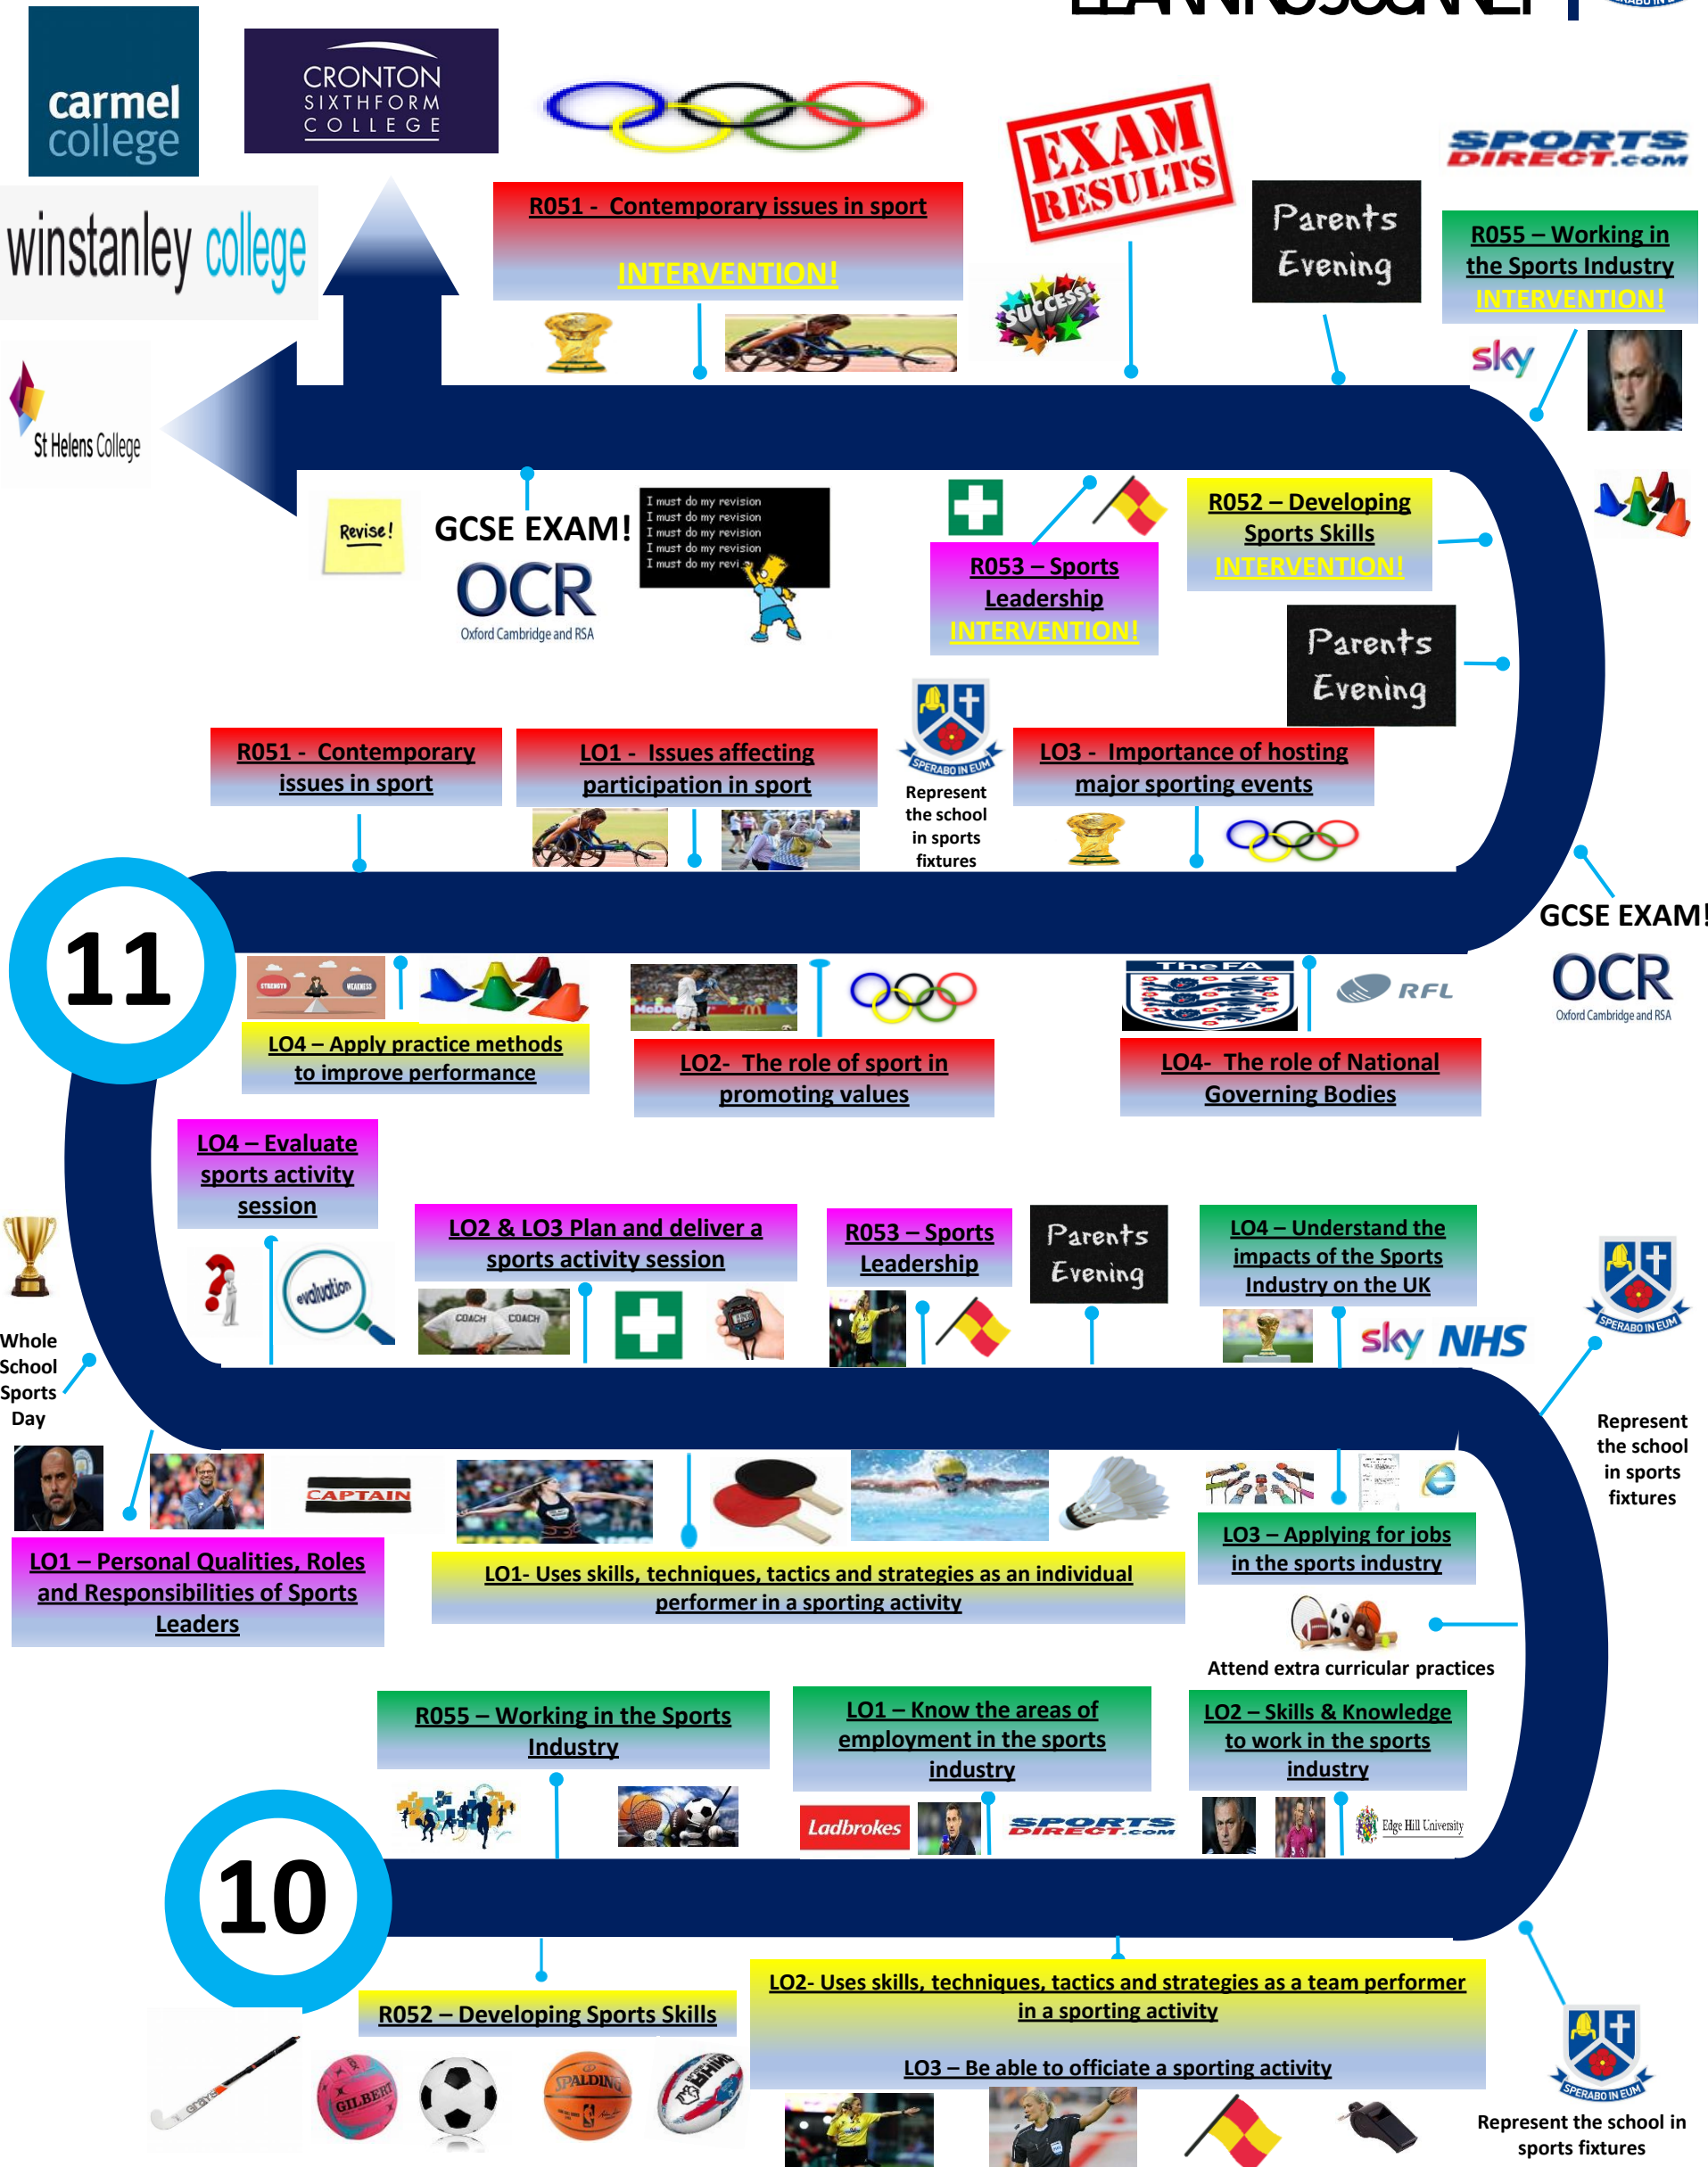 carmel
college
CRONTON
SIXTHFORM
COLLEGE
winstanley college
St Helens College
R051 - Contemporary issues in sport
INTERVENTION!
EXAM
RESULTS
SUCCESS!
Parents
Evening
SPORTS
DIRECT.COM
R055 – Working in
the Sports Industry
INTERVENTION!
sky
Revise!
GCSE EXAM!
OCR
Oxford Cambridge and RSA
I must do my revision
I must do my revision
I must do my revision
I must do my revision
I must do my revi
R053 – Sports
Leadership
INTERVENTION!
R052 – Developing
Sports Skills
INTERVENTION!
Parents
Evening
R051 - Contemporary
issues in sport
LO1 - Issues affecting
participation in sport
SPERABO IN EUM
Represent
the school
in sports
fixtures
LO3 - Importance of hosting
major sporting events
GCSE EXAM!
OCR
Oxford Cambridge and RSA
11
STRENGTH
WEAKNESS
LO4 – Apply practice methods
to improve performance
LO2- The role of sport in
promoting values
The FA
RFL
LO4- The role of National
Governing Bodies
LO4 – Evaluate
sports activity
session
evaluation
LO2 & LO3 Plan and deliver a
sports activity session
COACH
COACH
R053 – Sports
Leadership
Parents
Evening
LO4 – Understand the
impacts of the Sports
Industry on the UK
sky
NHS
SPERABO IN EUM
Represent
the school
in sports
fixtures
Whole
School
Sports
Day
CAPTAIN
LO1 – Personal Qualities, Roles
and Responsibilities of Sports
Leaders
LO1- Uses skills, techniques, tactics and strategies as an individual
performer in a sporting activity
LO3 – Applying for jobs
in the sports industry
Attend extra curricular practices
R055 – Working in the Sports
Industry
LO1 – Know the areas of
employment in the sports
industry
Ladbrokes
SPORTS
DIRECT.COM
LO2 – Skills & Knowledge
to work in the sports
industry
Edge Hill University
10
R052 – Developing Sports Skills
GRAYS
GILBERT
SPALDING
RHINO
LO2- Uses skills, techniques, tactics and strategies as a team performer
in a sporting activity
LO3 – Be able to officiate a sporting activity
SPERABO IN EUM
Represent the school in
sports fixtures